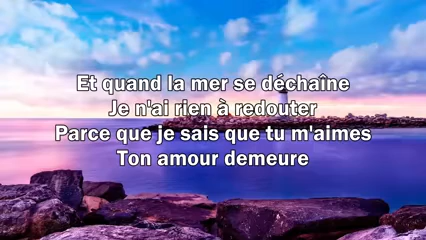 Et quand la mer se déchaîne
Je n'ai rien à redouter
Parce que je sais que tu m'aimes
Ton amour demeure